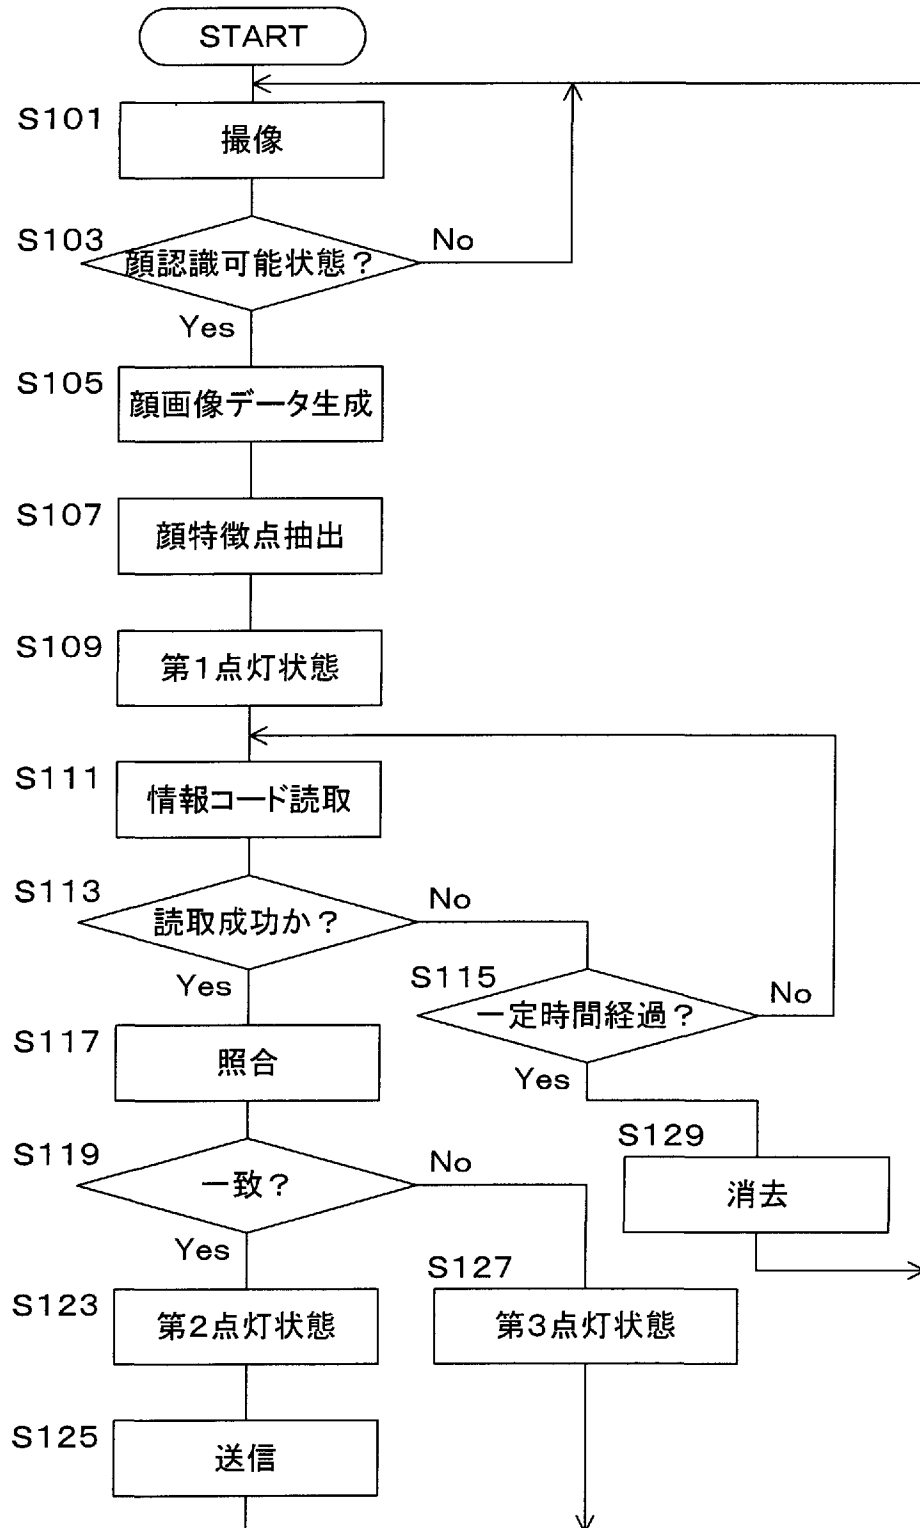 START
S101
撮像
S103
顔認識可能状態？
No
Yes
S105
顔画像データ生成
S107
顔特徴点抽出
S109
第1点灯状態
S111
情報コード読取
S113
読取成功か？
No
Yes
S115
一定時間経過？
No
Yes
S117
照合
S119
一致？
No
Yes
S129
消去
S123
第2点灯状態
S127
第3点灯状態
S125
送信